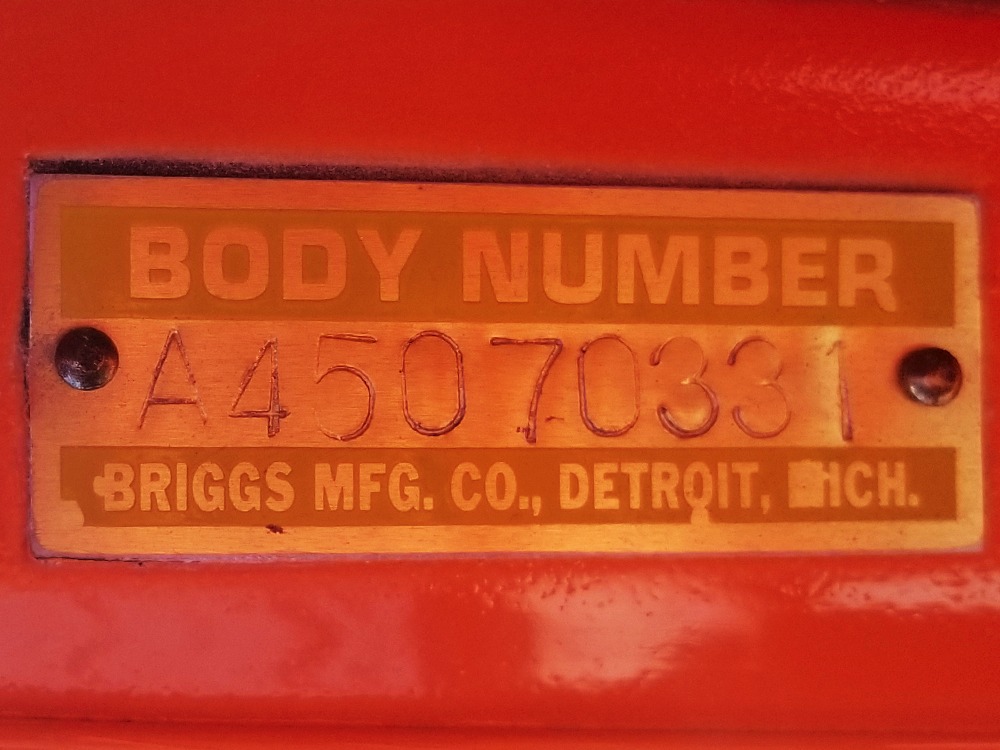 BODY NUMBER
A45070331
BRIGGS MFG. CO., DETROIT, MICH.